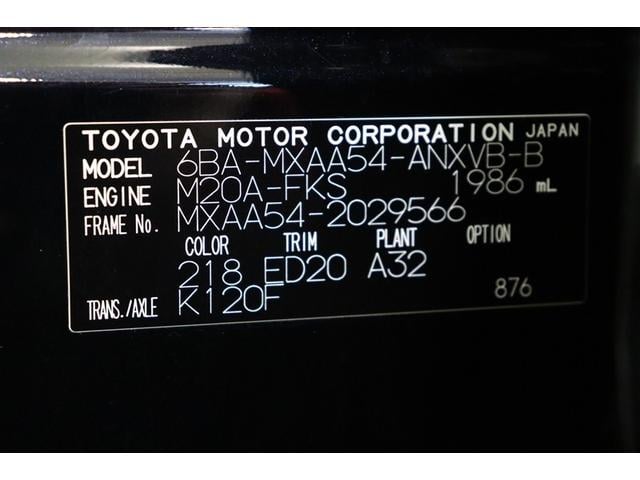 TOYOTA MOTOR CORPORATION JAPAN
MODEL 6BA-MXAA54-ANXVB-B
ENGINE M20A-FKS 1986 mL
FRAME No. MXAA54-2029566
COLOR TRIM PLANT OPTION
218 ED20 A32
TRANS./AXLE K120F 876